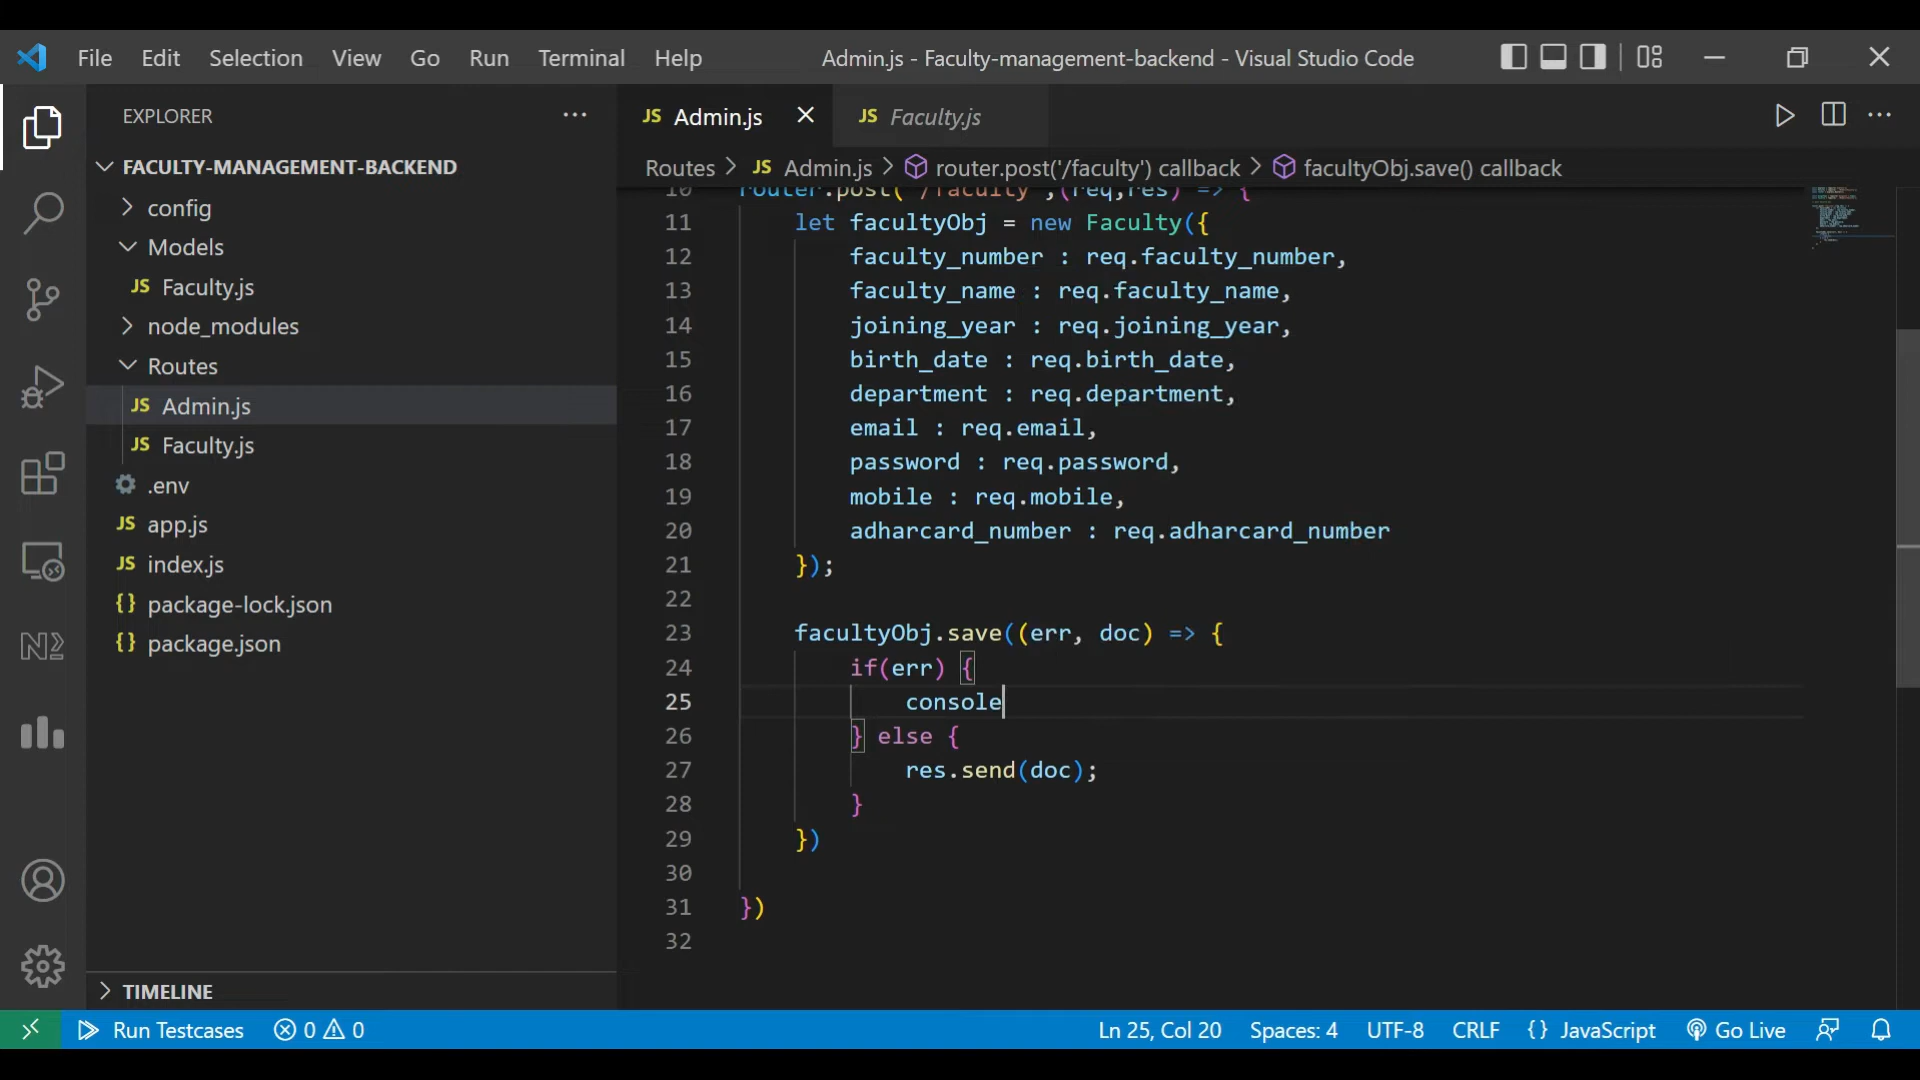 File Edit Selection View Go Run Terminal Help
Admin.js - Faculty-management-backend - Visual Studio Code
EXPLORER
FACULTY-MANAGEMENT-BACKEND
config
Models
JS Faculty.js
node_modules
Routes
JS Admin.js
JS Faculty.js
.env
JS app.js
JS index.js
{} package-lock.json
{} package.json
TIMELINE
JS Admin.js
JS Faculty.js
Routes > JS Admin.js > router.post('/faculty') callback > facultyObj.save() callback
10 router.post('/faculty',(req,res) => {
11 let facultyObj = new Faculty({
12 faculty_number : req.faculty_number,
13 faculty_name : req.faculty_name,
14 joining_year : req.joining_year,
15 birth_date : req.birth_date,
16 department : req.department,
17 email : req.email,
18 password : req.password,
19 mobile : req.mobile,
20 adharcard_number : req.adharcard_number
21 });
22
23 facultyObj.save((err, doc) => {
24 if(err) {
25 console
26 } else {
27 res.send(doc);
28 }
29 })
30
31 })
32
Run Testcases 0 0
Ln 25, Col 20 Spaces: 4 UTF-8 CRLF {} JavaScript Go Live